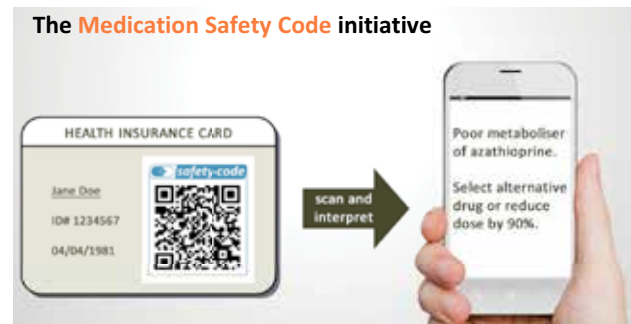 The Medication Safety Code initiative
HEALTH INSURANCE CARD
safety-code
Jane Doe
ID# 1234567
04/04/1981
scan and
interpret
Poor metaboliser
of azathioprine.
Select alternative
drug or reduce
dose by 90%.